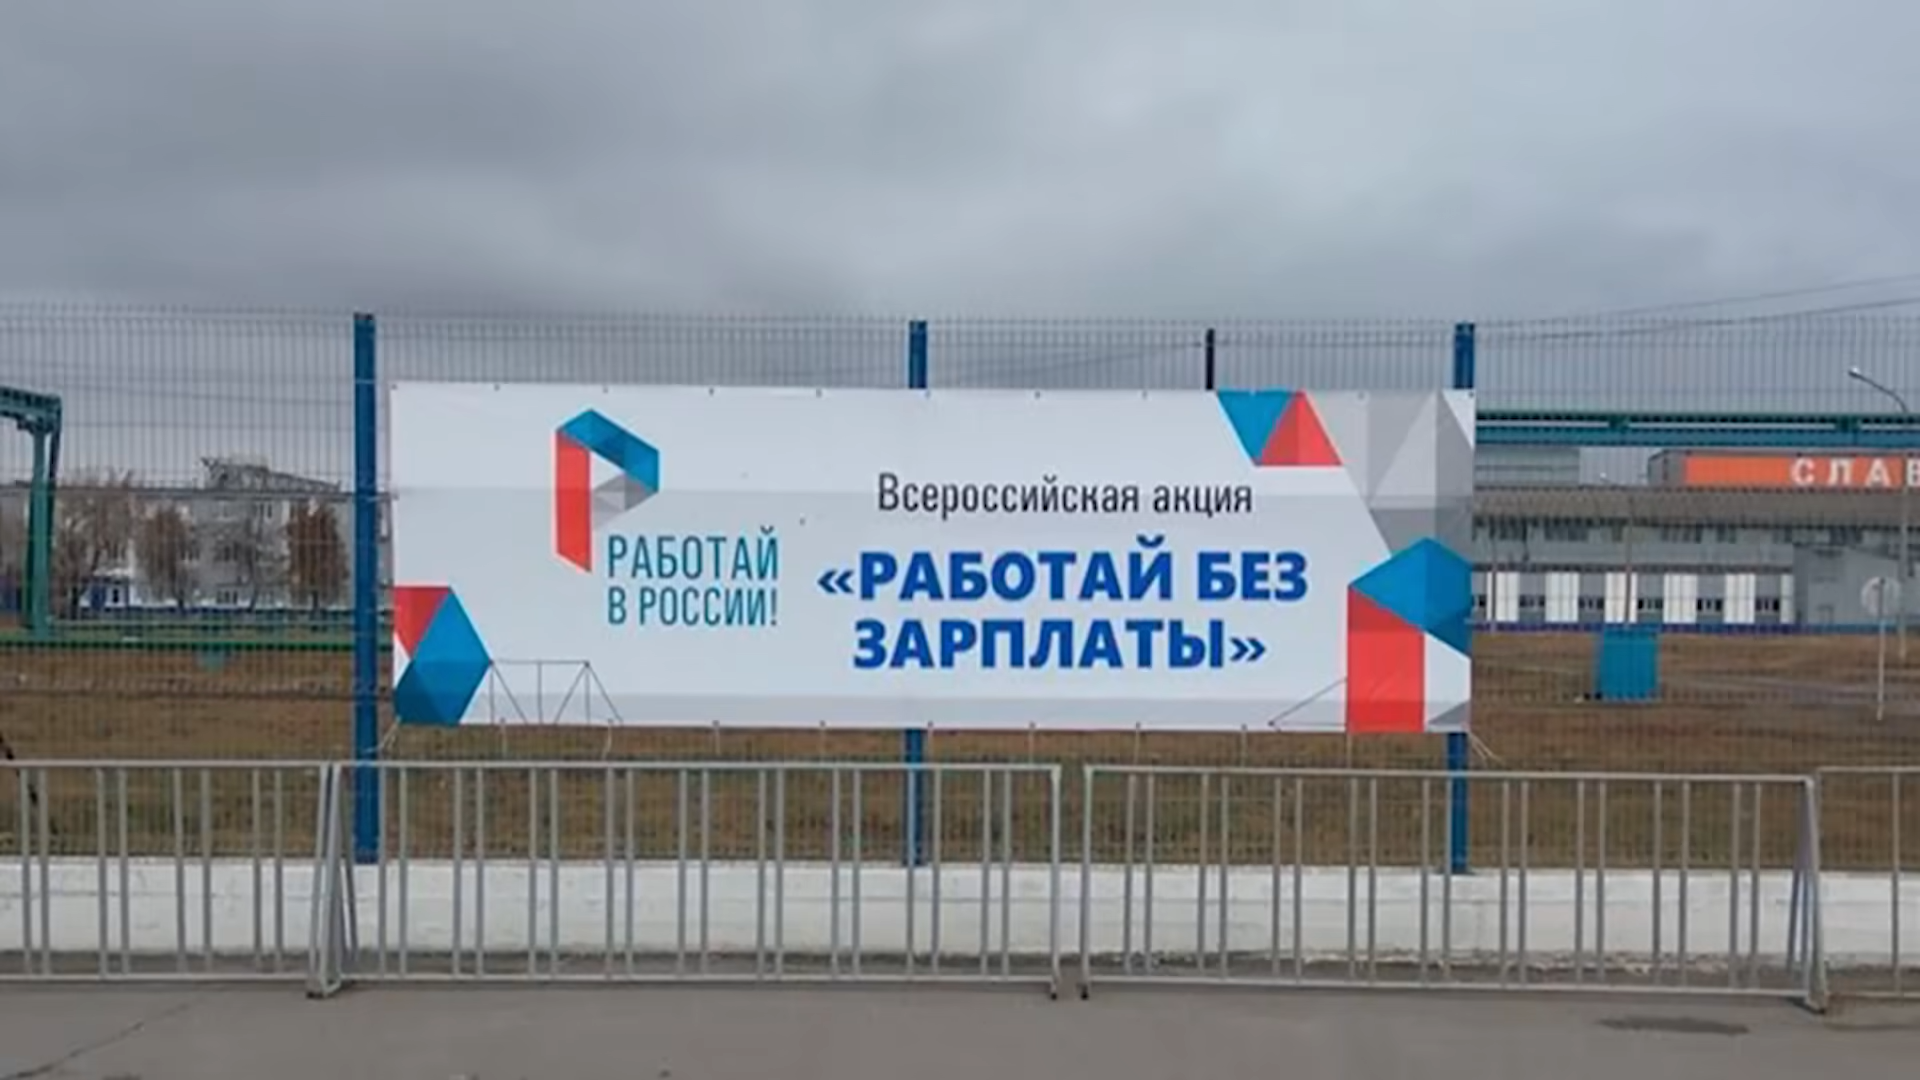 РАБОТАЙ
В РОССИИ!
Всероссийская акция
«РАБОТАЙ БЕЗ
ЗАРПЛАТЫ»
СЛАВ